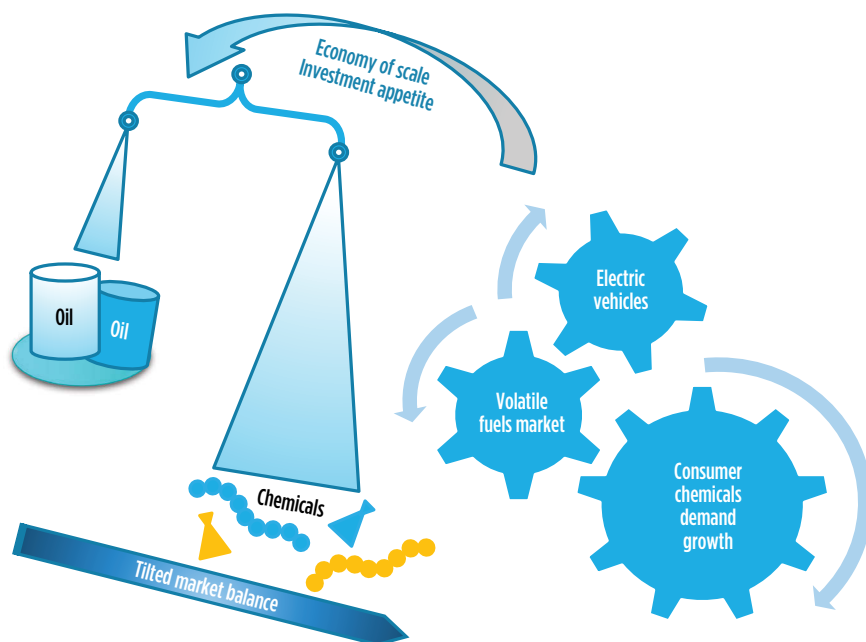 Economy of scale
Investment appetite
Oil
Oil
Electric
vehicles
Volatile
fuels market
Consumer
chemicals
demand
growth
Chemicals
Tilted market balance